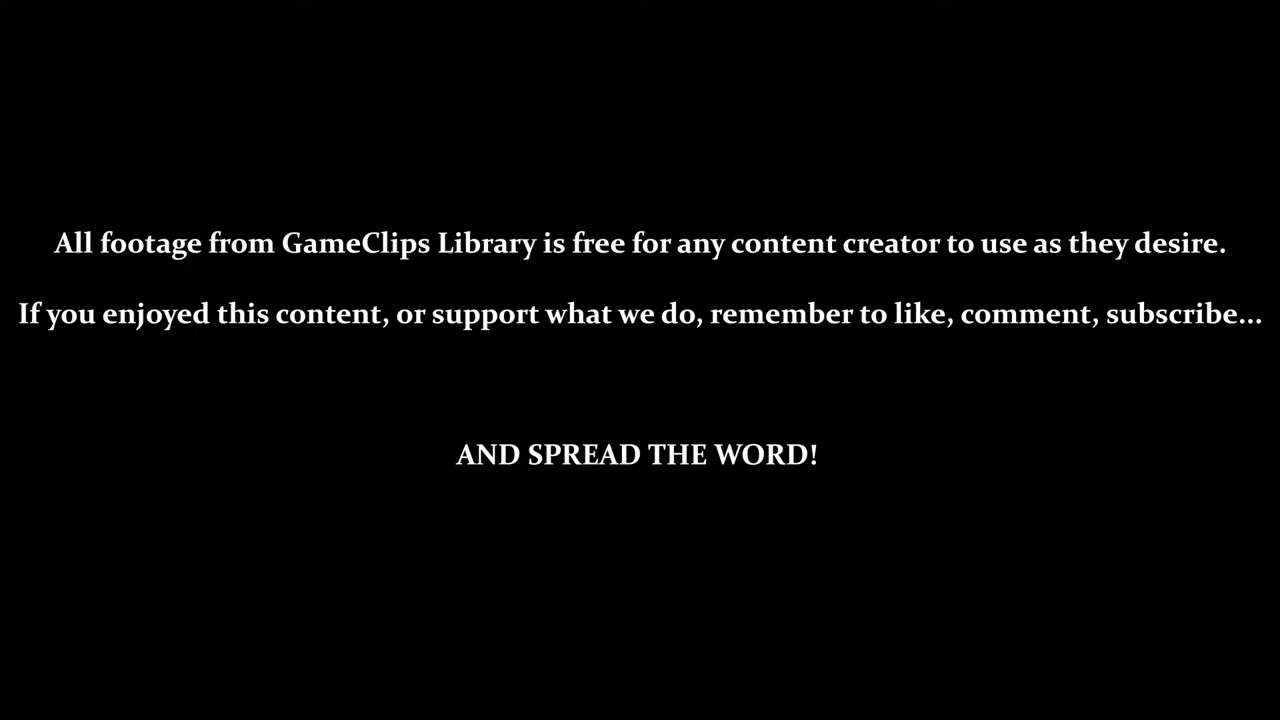 All footage from GameClips Library is free for any content creator to use as they desire.
If you enjoyed this content, or support what we do, remember to like, comment, subscribe...
AND SPREAD THE WORD!